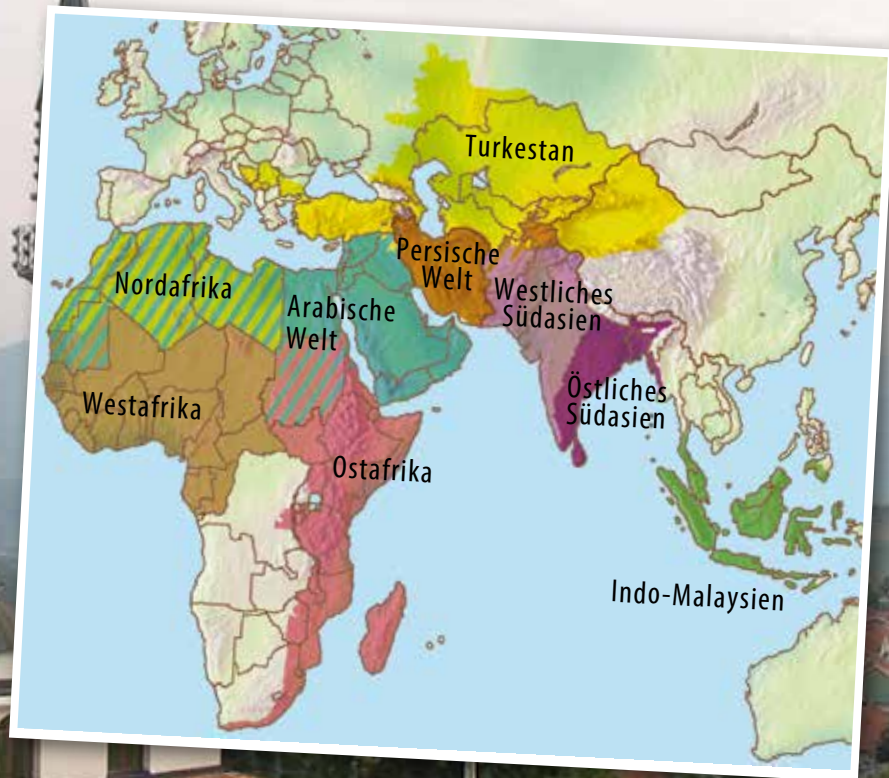 Turkestan
Persische
Welt
Nordafrika
Arabische
Welt
Westliches
Südasien
Westafrika
Östliches
Südasien
Ostafrika
Indo-Malaysien